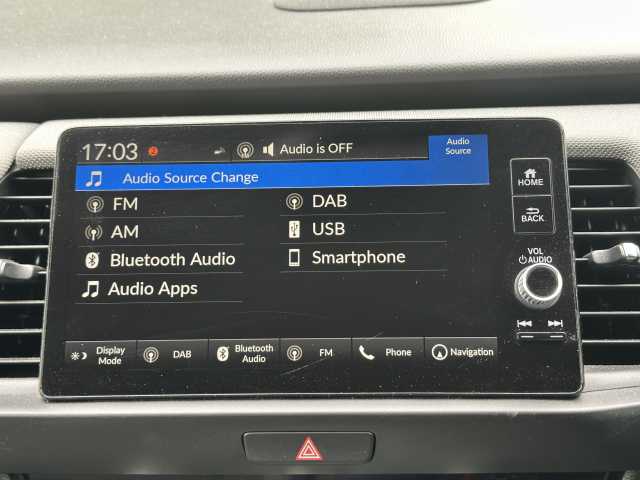 17:03 2 Audio is OFF Audio
Source
Audio Source Change
FM DAB
AM USB
Bluetooth Audio Smartphone
Audio Apps
HOME
BACK
VOL
AUDIO
Display
Mode
DAB
Bluetooth
Audio
FM
Phone
Navigation